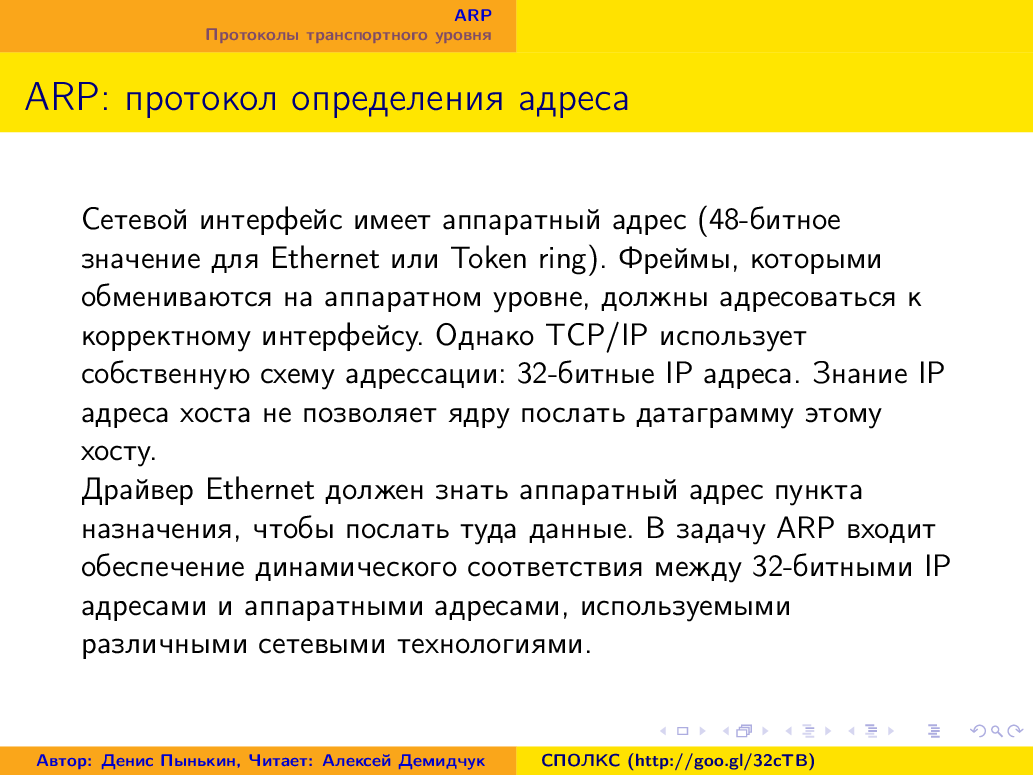 ARP
Протоколы транспортного уровня
ARP: протокол определения адреса
Сетевой интерфейс имеет аппаратный адрес (48-битное
значение для Ethernet или Token ring). Фреймы, которыми
обмениваются на аппаратном уровне, должны адресоваться к
корректному интерфейсу. Однако TCP/IP использует
собственную схему адрессации: 32-битные IP адреса. Знание IP
адреса хоста не позволяет ядру послать датаграмму этому
хосту.
Драйвер Ethernet должен знать аппаратный адрес пункта
назначения, чтобы послать туда данные. В задачу ARP входит
обеспечение динамического соответствия между 32-битными IP
адресами и аппаратными адресами, используемыми
различными сетевыми технологиями.
Автор: Денис Пынькин, Читает: Алексей Демидчук
СПОЛКС (http://goo.gl/32cTB)